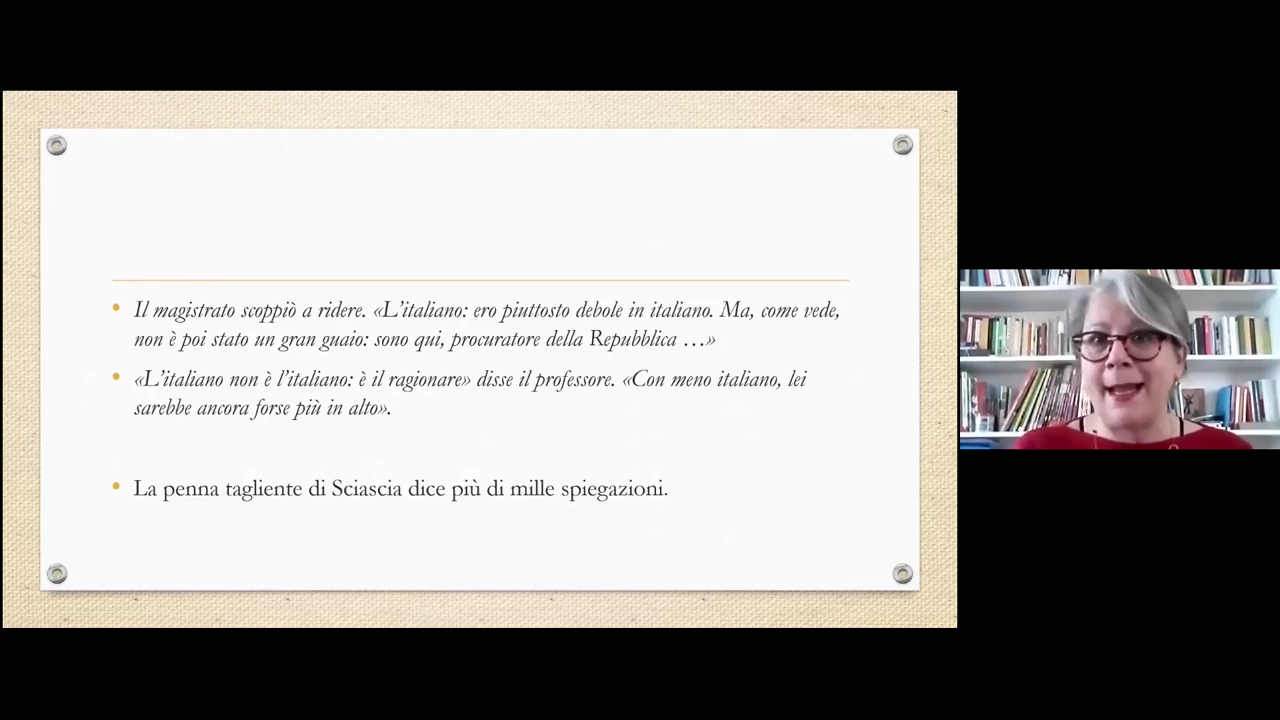 • Il magistrato scoppiò a ridere. «L’italiano: ero piuttosto debole in italiano. Ma, come vede,
non è poi stato un gran guaio: sono qui, procuratore della Repubblica …»
• «L’italiano non è l’italiano: è il ragionare» disse il professore. «Con meno italiano, lei
sarebbe ancora forse più in alto».
• La penna tagliente di Sciascia dice più di mille spiegazioni.